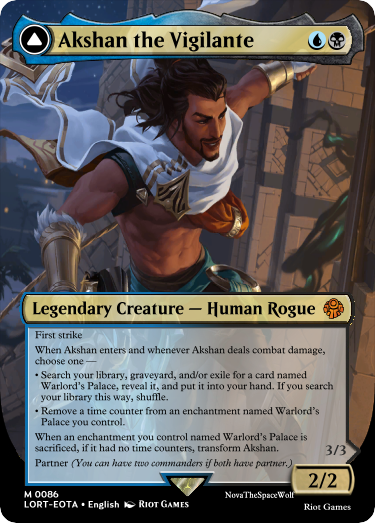 Akshan the Vigilante
Legendary Creature — Human Rogue
First strike
When Akshan enters and whenever Akshan deals combat damage,
choose one —
• Search your library, graveyard, and/or exile for a card named
Warlord's Palace, reveal it, and put it into your hand. If you search
your library this way, shuffle.
• Remove a time counter from an enchantment named Warlord's
Palace you control.
When an enchantment you control named Warlord's Palace is
sacrificed, if it had no time counters, transform Akshan.
Partner (You can have two commanders if both have partner.)
3/3
2/2
M 0086
LORT-EOTA • English Riot Games
NovaTheSpaceWolf
Riot Games